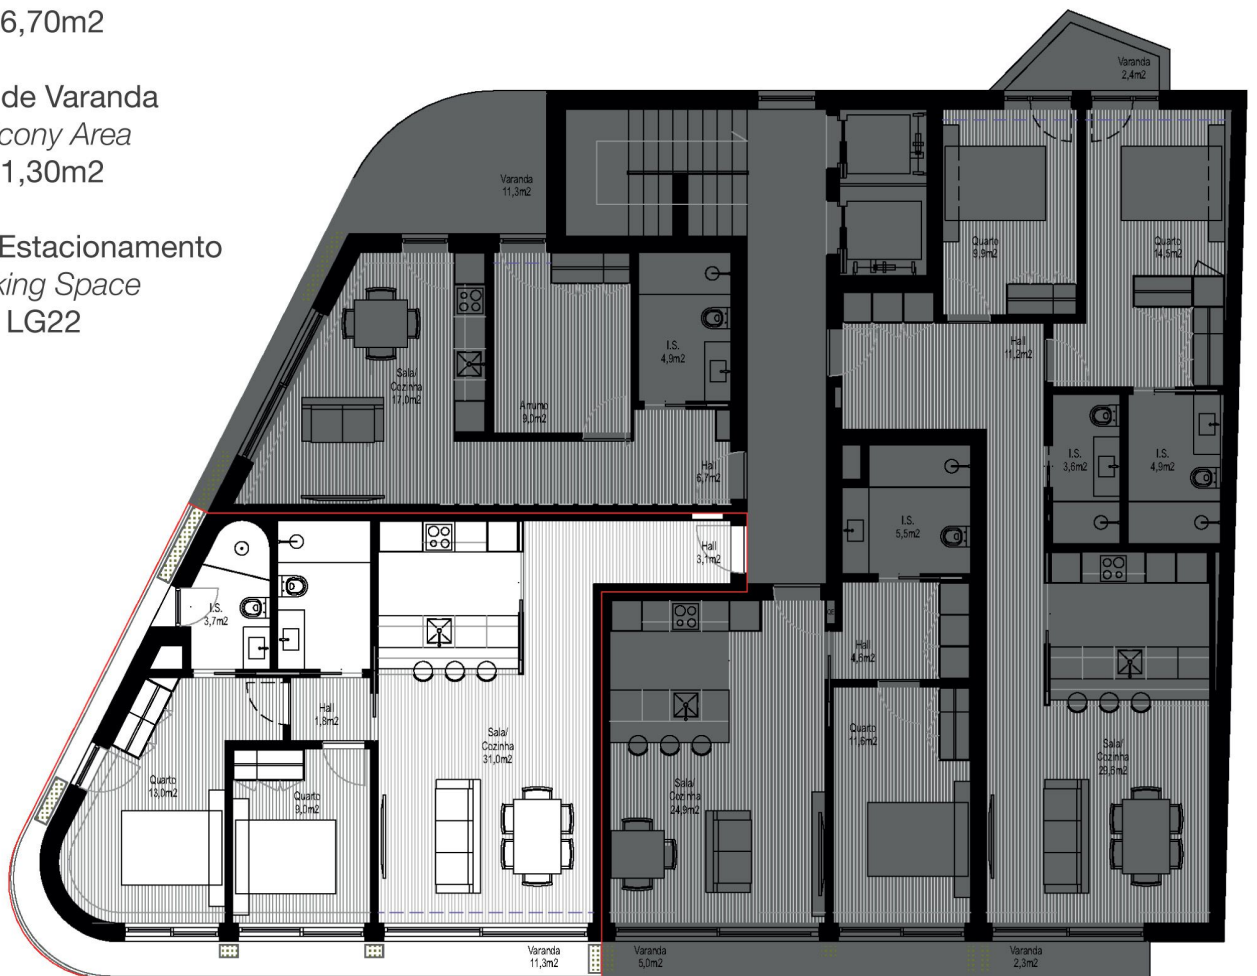 6,70m2
de Varanda
cony Area
1,30m2
Estacionamento
king Space
LG22
Varanda
2,4m2
Varanda
11,3m2
Quarto
9,9m2
Quarto
14,5m2
Sala/
Cozinha
17,0m2
I.S.
4,9m2
Arrumo
9,0m2
Hall
11,2m2
Hall
6,7m2
I.S.
3,6m2
I.S.
4,9m2
I.S.
5,5m2
Hall
3,1m2
I.S.
3,7m2
QE
Hall
4,6m2
Hall
1,8m2
Sala/
Cozinha
31,0m2
Quarto
11,6m2
Sala/
Cozinha
29,6m2
Quarto
13,0m2
Quarto
9,0m2
Sala/
Cozinha
24,9m2
Varanda
11,3m2
Varanda
5,0m2
Varanda
2,3m2